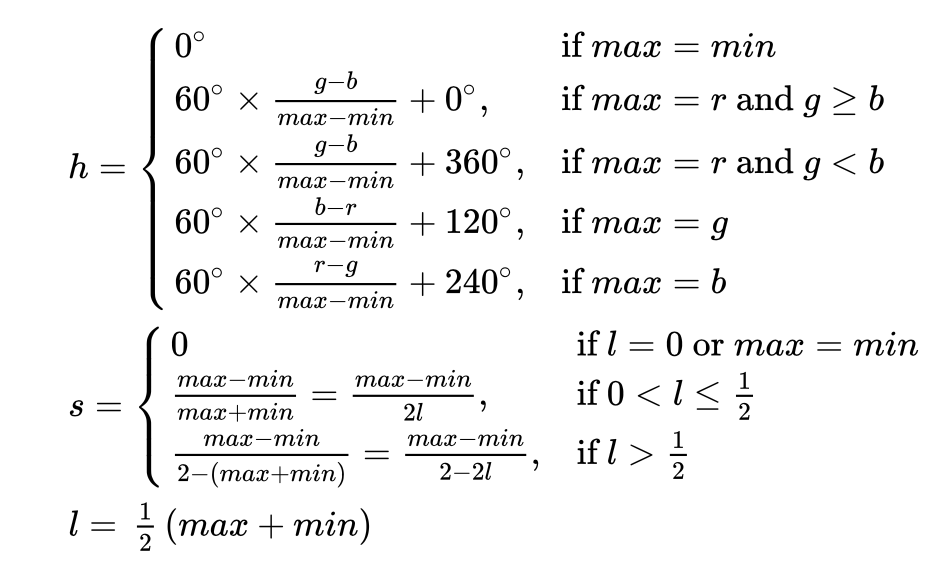 h = { 0° if max = min
60° × (g−b)/(max−min) + 0°, if max = r and g ≥ b
60° × (g−b)/(max−min) + 360°, if max = r and g < b
60° × (b−r)/(max−min) + 120°, if max = g
60° × (r−g)/(max−min) + 240°, if max = b
s = { 0 if l = 0 or max = min
(max−min)/(max+min) = (max−min)/2l, if 0 < l ≤ 1/2
(max−min)/(2−(max+min)) = (max−min)/(2−2l), if l > 1/2
l = 1/2 (max + min)